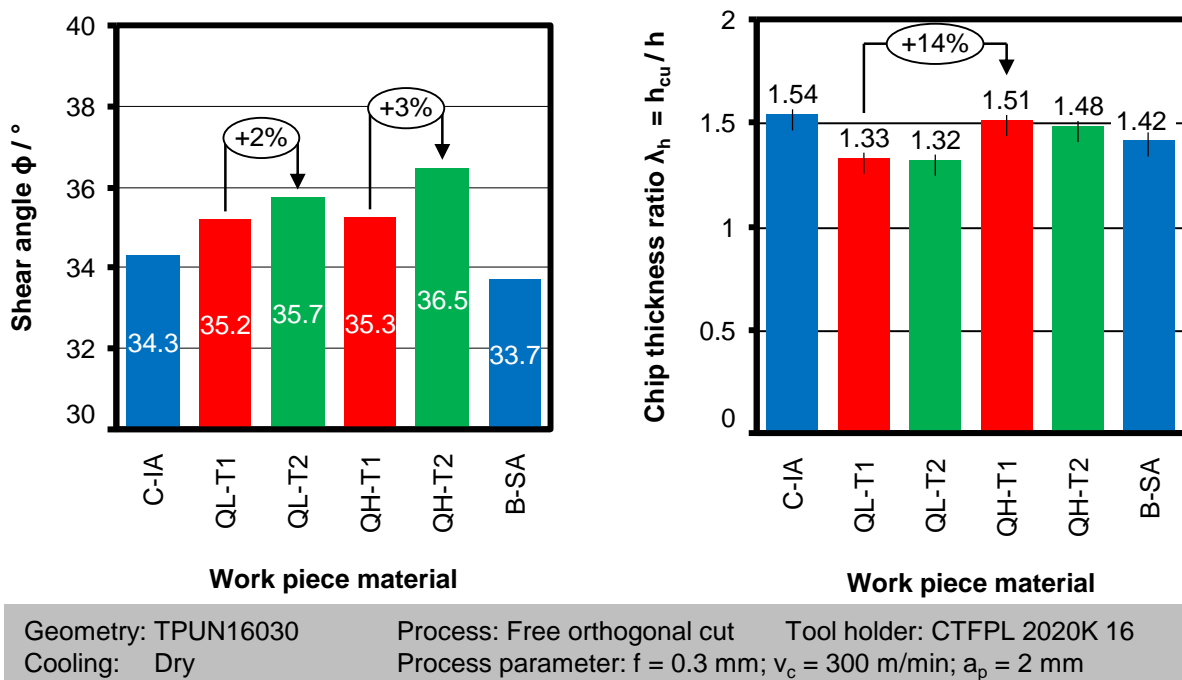 Shear angle ϕ / °
40
38
36
34
32
30
+2%
+3%
34.3
35.2
35.7
35.3
36.5
33.7
C-IA
QL-T1
QL-T2
QH-T1
QH-T2
B-SA
Work piece material
Chip thickness ratio λh = hcu / h
2
1.5
1
0.5
0
+14%
1.54
1.33
1.32
1.51
1.48
1.42
C-IA
QL-T1
QL-T2
QH-T1
QH-T2
B-SA
Work piece material
Geometry: TPUN16030 Process: Free orthogonal cut Tool holder: CTFPL 2020K 16
Cooling: Dry Process parameter: f = 0.3 mm; vc = 300 m/min; ap = 2 mm